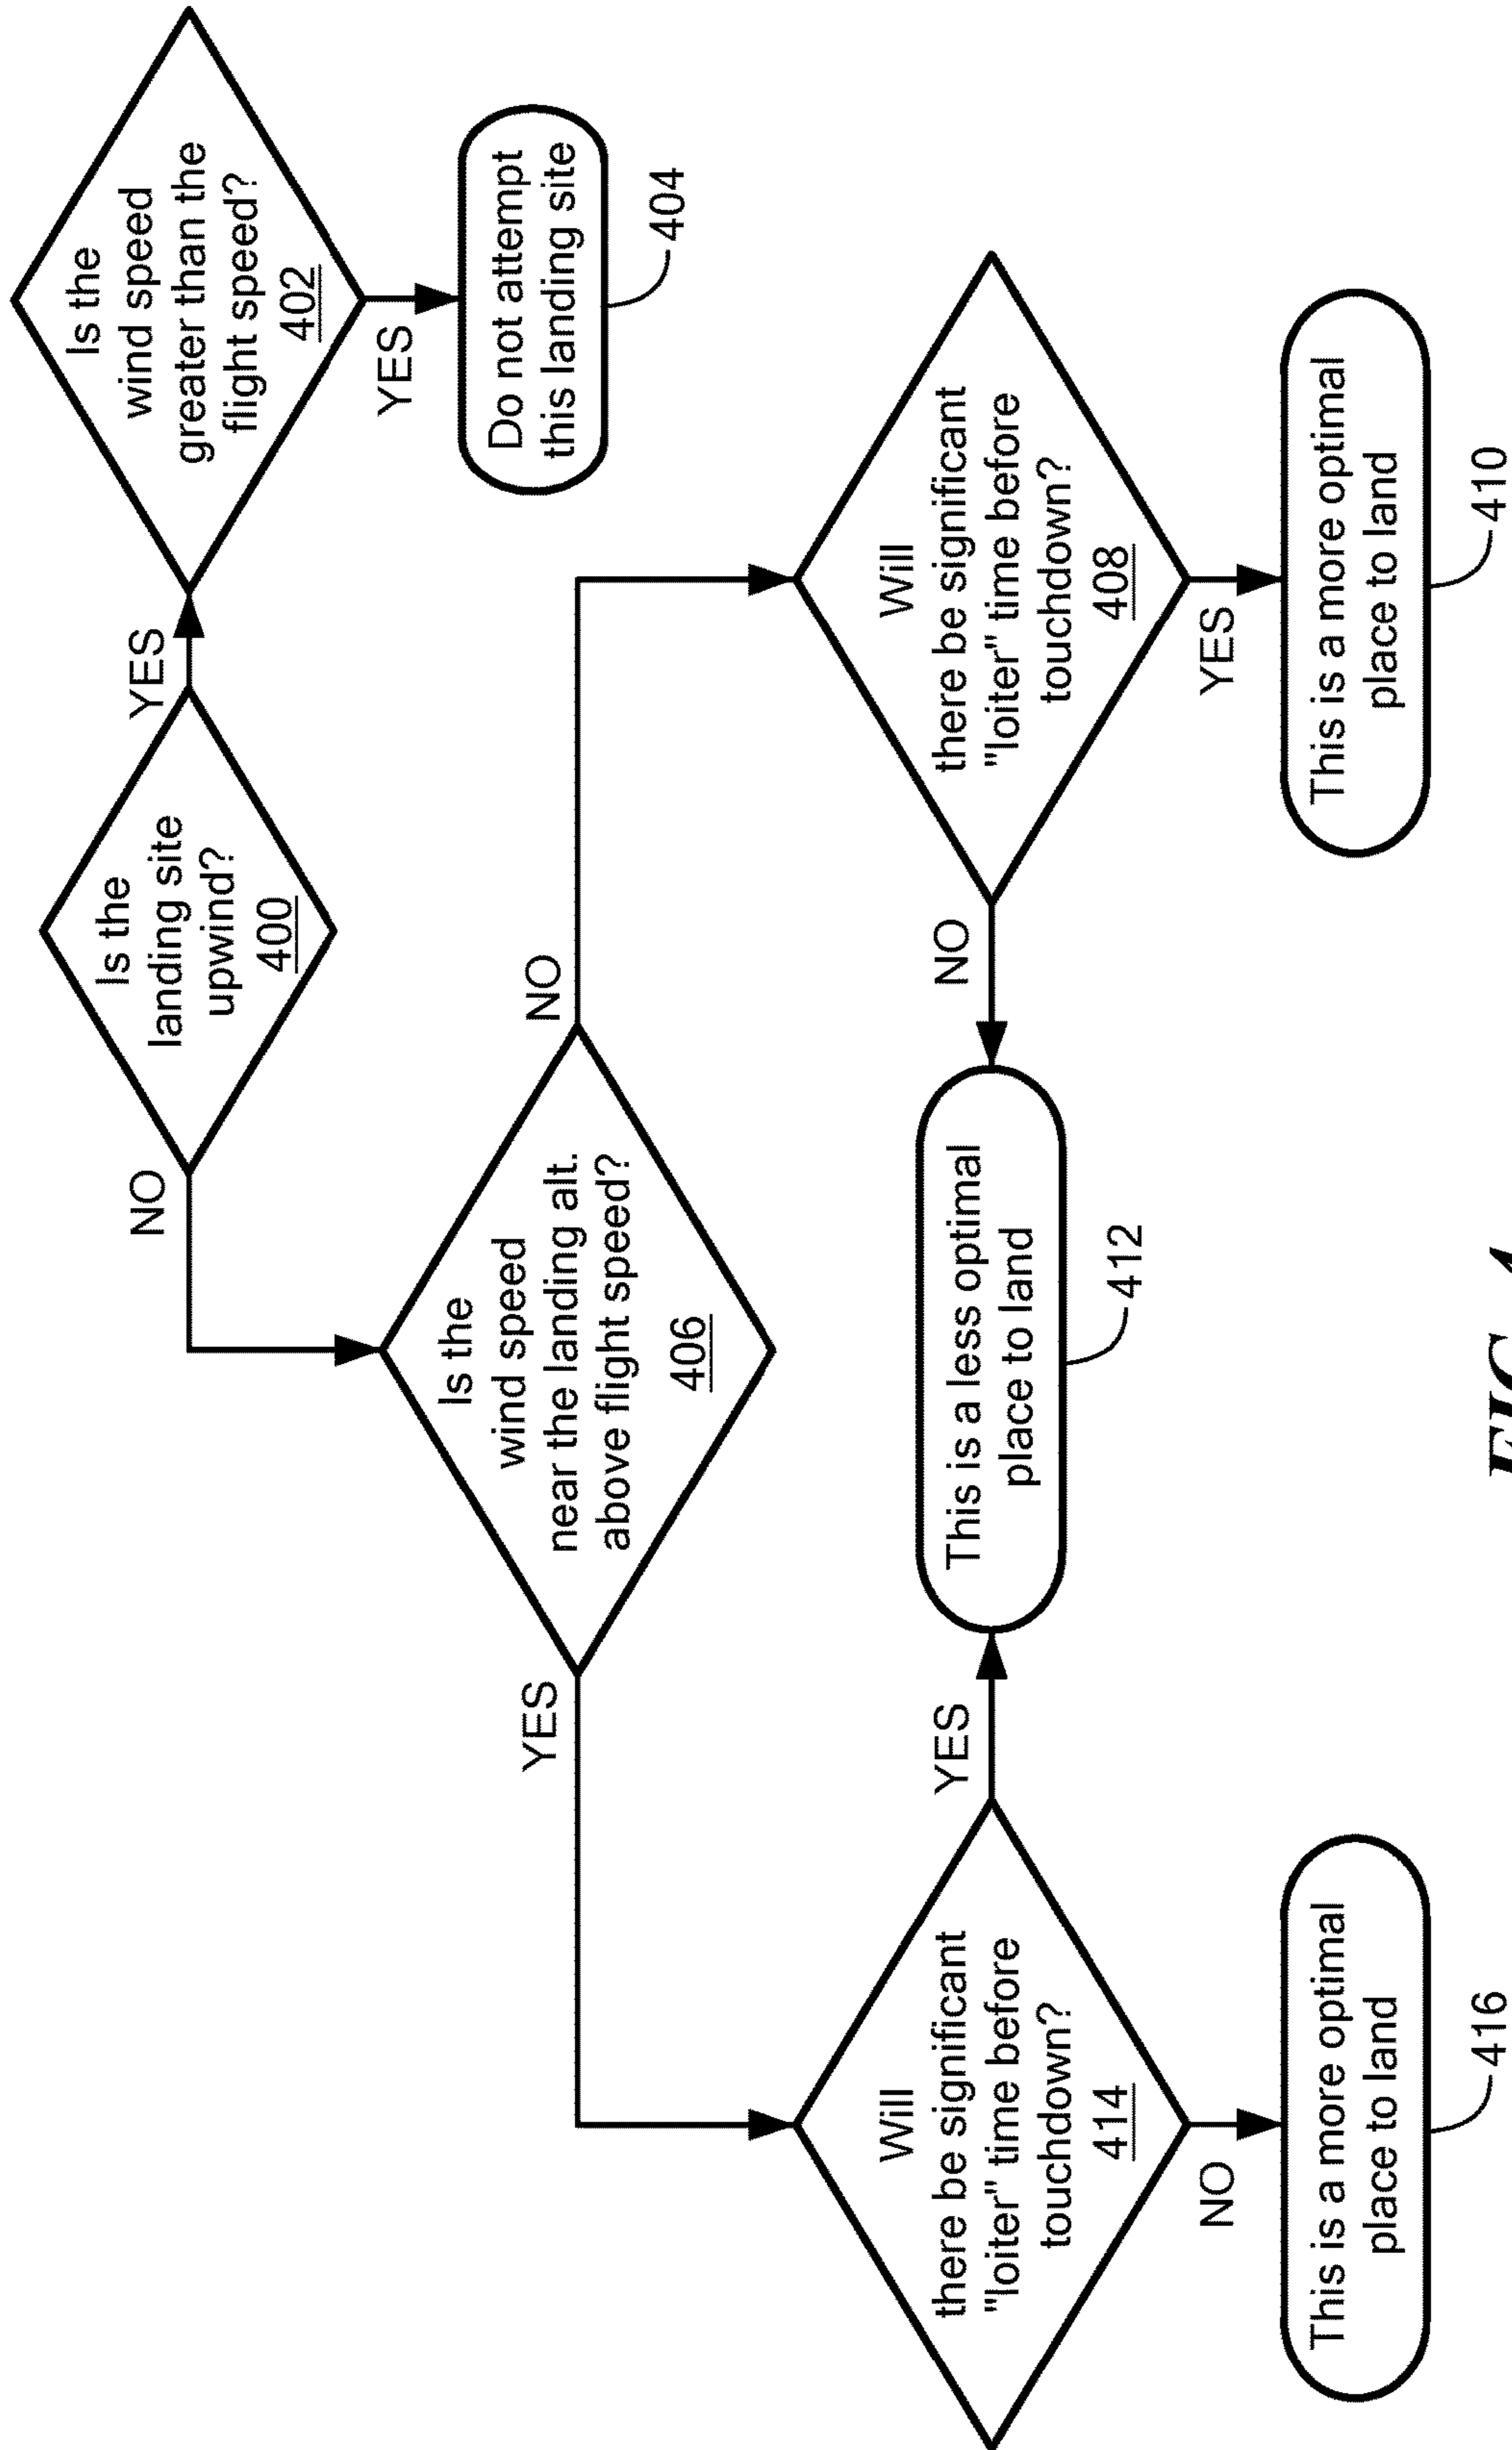 Is the
landing site
upwind?
400
YES
NO
Is the
wind speed
greater than the
flight speed?
402
YES
Do not attempt
this landing site
404
Is the
wind speed
near the landing alt.
above flight speed?
406
YES
NO
Will
there be significant
"loiter" time before
touchdown?
414
YES
NO
This is a less optimal
place to land
412
Will
there be significant
"loiter" time before
touchdown?
408
NO
YES
This is a more optimal
place to land
416
This is a more optimal
place to land
410
FIG. 4